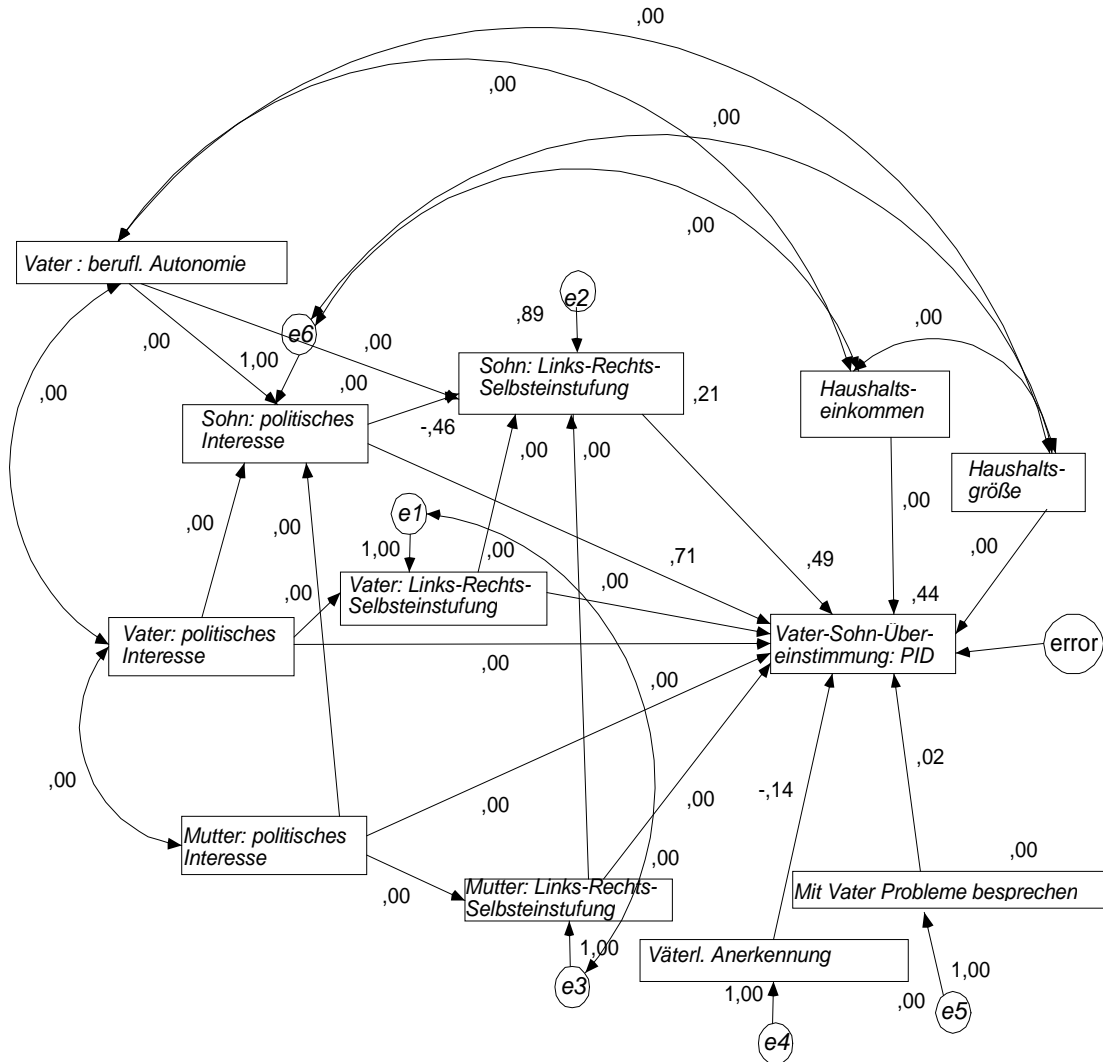 ,00
,00
,00
,00
Vater : berufl. Autonomie
e2
,89
,00
e6
,00
,00
1,00
,00
Sohn: Links-Rechts-
Selbsteinstufung
,21
Haushalts-
einkommen
,00
Sohn: politisches
Interesse
-,46
,00
,00
Haushalts-
größe
,00
e1
,00
,00
1,00
,00
,71
,49
,00
,00
Vater: Links-Rechts-
Selbsteinstufung
,00
,44
Vater: politisches
Interesse
Vater-Sohn-Über-
einstimmung: PID
error
,00
,00
,00
,02
-,14
,00
,00
Mutter: politisches
Interesse
,00
,00
,00
Mutter: Links-Rechts-
Selbsteinstufung
Mit Vater Probleme besprechen
1,00
Väterl. Anerkennung
e3
1,00
,00
1,00
e5
e4